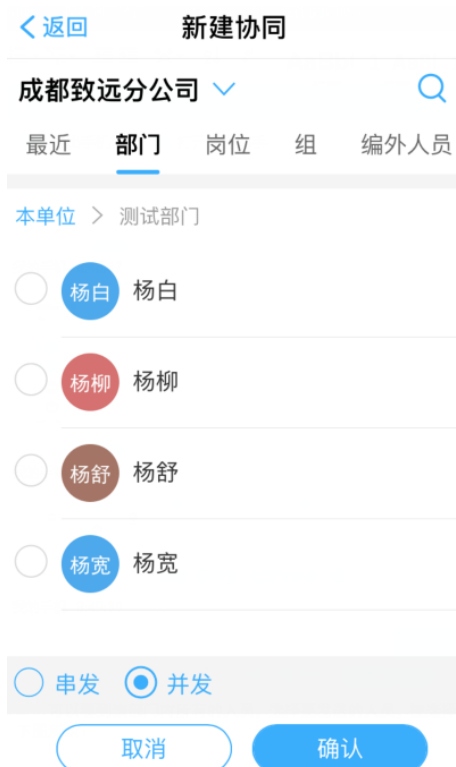 返回 新建协同
成都致远分公司
最近 部门 岗位 组 编外人员
本单位 > 测试部门
杨白 杨白
杨柳 杨柳
杨舒 杨舒
杨宽 杨宽
串发 并发
取消 确认